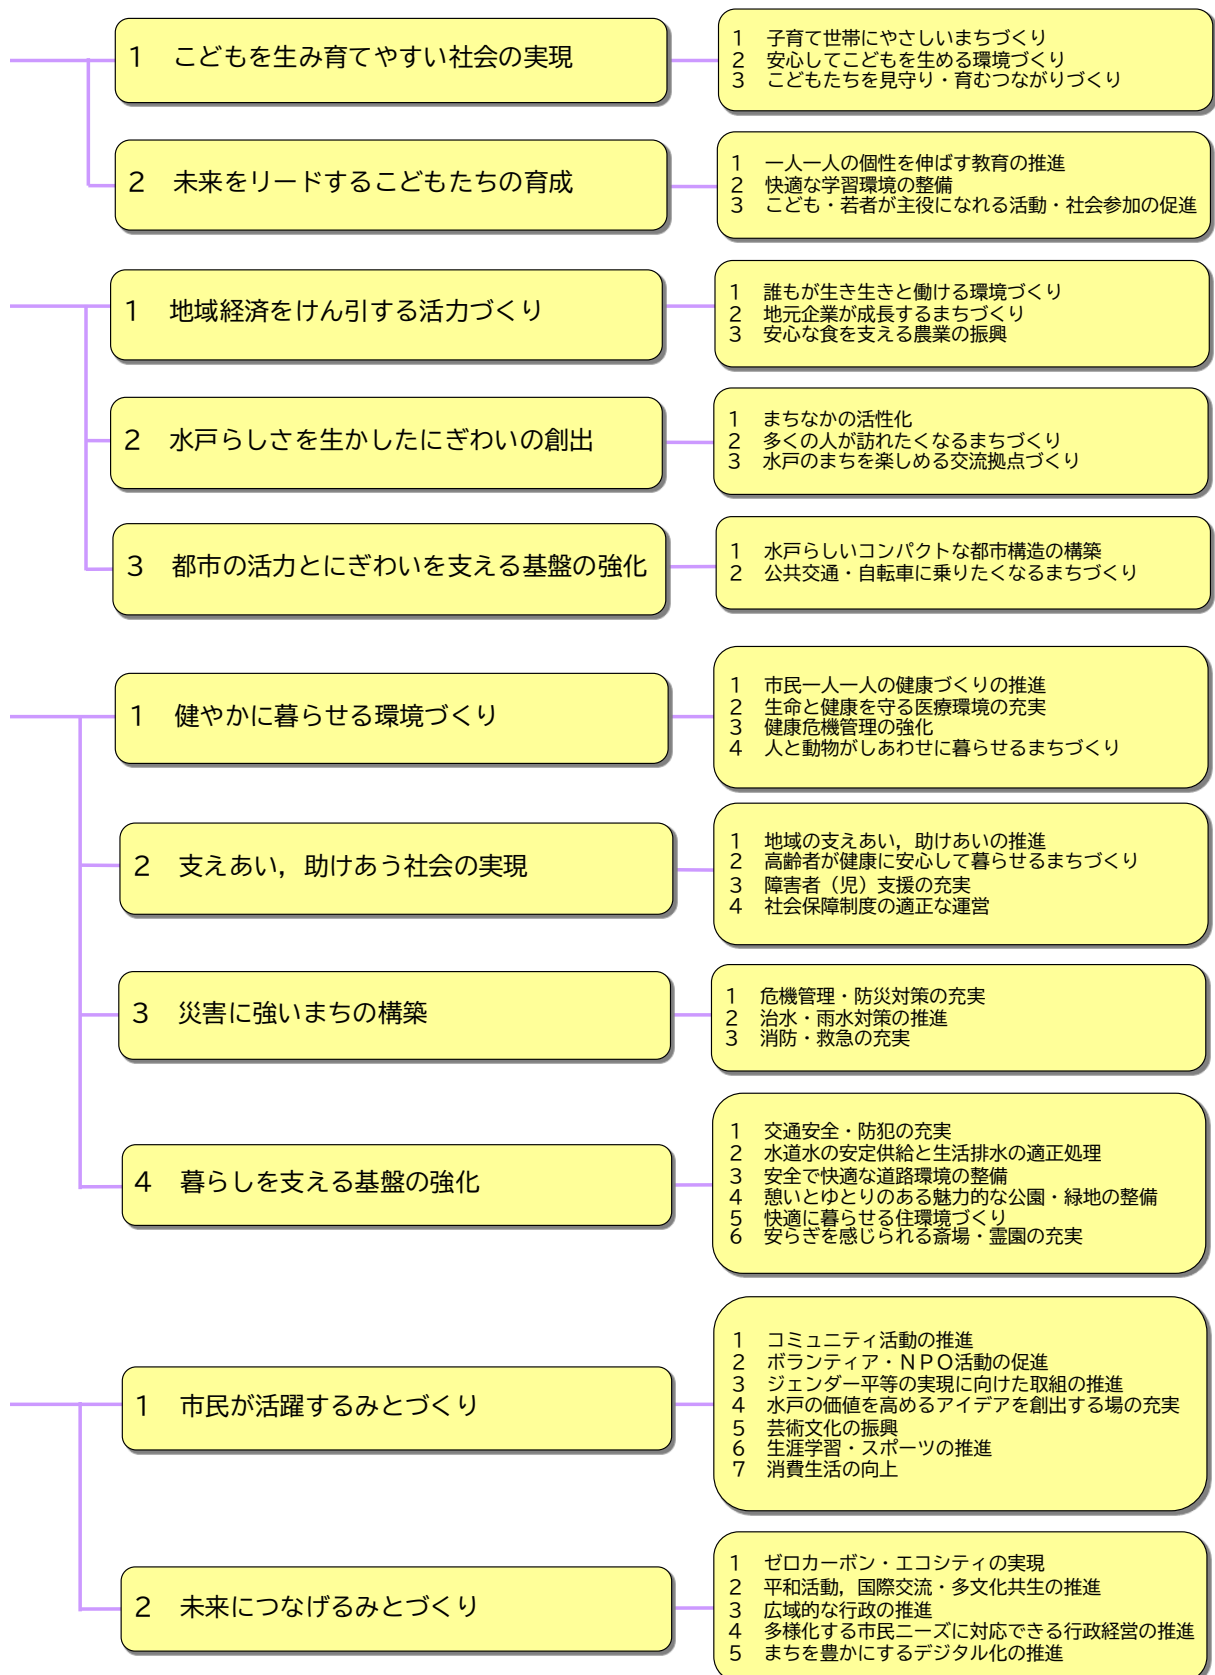 1 こどもを生み育てやすい社会の実現
1 子育て世帯にやさしいまちづくり
2 安心してこどもを生める環境づくり
3 こどもたちを見守り・育むつながりづくり
2 未来をリードするこどもたちの育成
1 一人一人の個性を伸ばす教育の推進
2 快適な学習環境の整備
3 こども・若者が主役になれる活動・社会参加の促進
1 地域経済をけん引する活力づくり
1 誰もが生き生きと働ける環境づくり
2 地元企業が成長するまちづくり
3 安心な食を支える農業の振興
2 水戸らしさを生かしたにぎわいの創出
1 まちなかの活性化
2 多くの人が訪れたくなるまちづくり
3 水戸のまちを楽しめる交流拠点づくり
3 都市の活力とにぎわいを支える基盤の強化
1 水戸らしいコンパクトな都市構造の構築
2 公共交通・自転車に乗りたくなるまちづくり
1 健やかに暮らせる環境づくり
1 市民一人一人の健康づくりの推進
2 生命と健康を守る医療環境の充実
3 健康危機管理の強化
4 人と動物がしあわせに暮らせるまちづくり
2 支えあい，助けあう社会の実現
1 地域の支えあい，助けあいの推進
2 高齢者が健康に安心して暮らせるまちづくり
3 障害者（児）支援の充実
4 社会保障制度の適正な運営
3 災害に強いまちの構築
1 危機管理・防災対策の充実
2 治水・雨水対策の推進
3 消防・救急の充実
4 暮らしを支える基盤の強化
1 交通安全・防犯の充実
2 水道水の安定供給と生活排水の適正処理
3 安全で快適な道路環境の整備
4 憩いとゆとりのある魅力的な公園・緑地の整備
5 快適に暮らせる住環境づくり
6 安らぎを感じられる斎場・霊園の充実
1 市民が活躍するみとづくり
1 コミュニティ活動の推進
2 ボランティア・ＮＰＯ活動の促進
3 ジェンダー平等の実現に向けた取組の推進
4 水戸の価値を高めるアイデアを創出する場の充実
5 芸術文化の振興
6 生涯学習・スポーツの推進
7 消費生活の向上
2 未来につなげるみとづくり
1 ゼロカーボン・エコシティの実現
2 平和活動，国際交流・多文化共生の推進
3 広域的な行政の推進
4 多様化する市民ニーズに対応できる行政経営の推進
5 まちを豊かにするデジタル化の推進